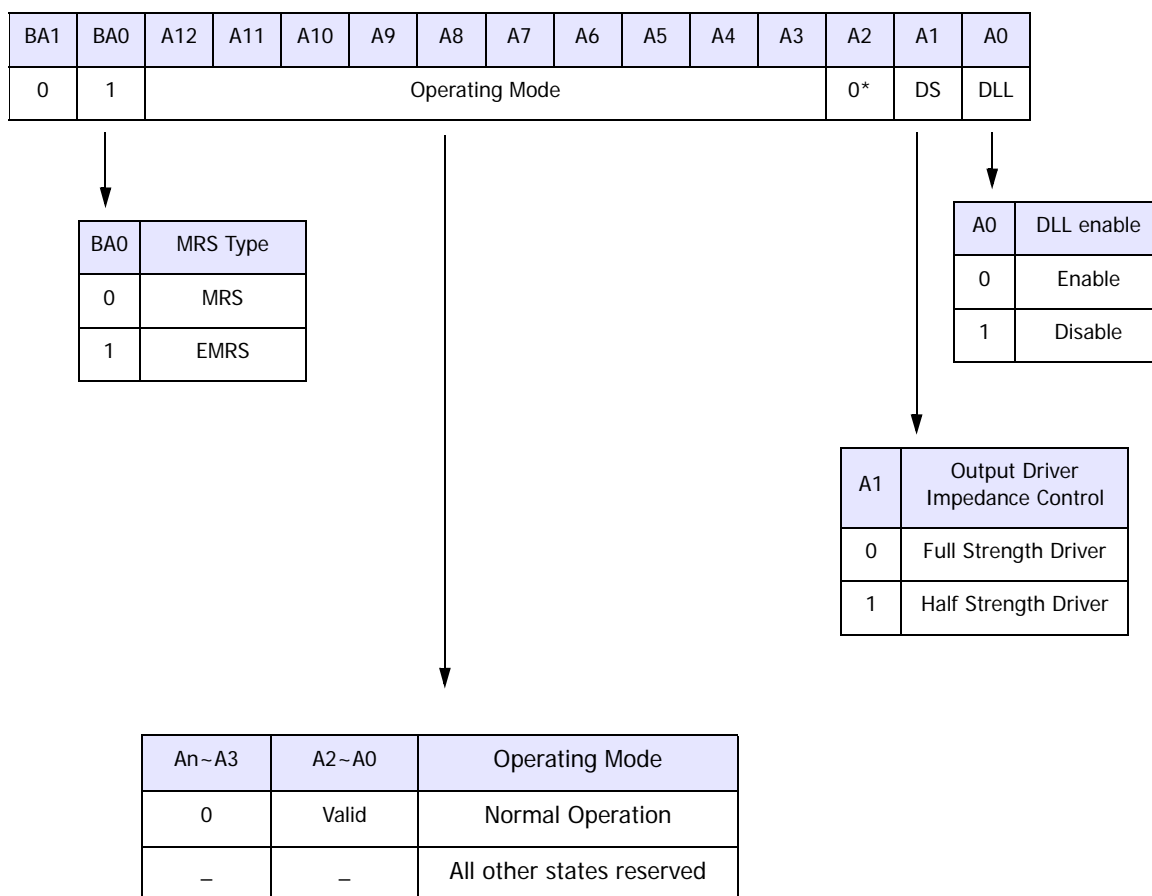 BA1 BA0 A12 A11 A10 A9 A8 A7 A6 A5 A4 A3 A2 A1 A0
0 1 Operating Mode 0* DS DLL
BA0 MRS Type
0 MRS
1 EMRS
A0 DLL enable
0 Enable
1 Disable
A1 Output Driver
Impedance Control
0 Full Strength Driver
1 Half Strength Driver
An~A3 A2~A0 Operating Mode
0 Valid Normal Operation
_ _ All other states reserved